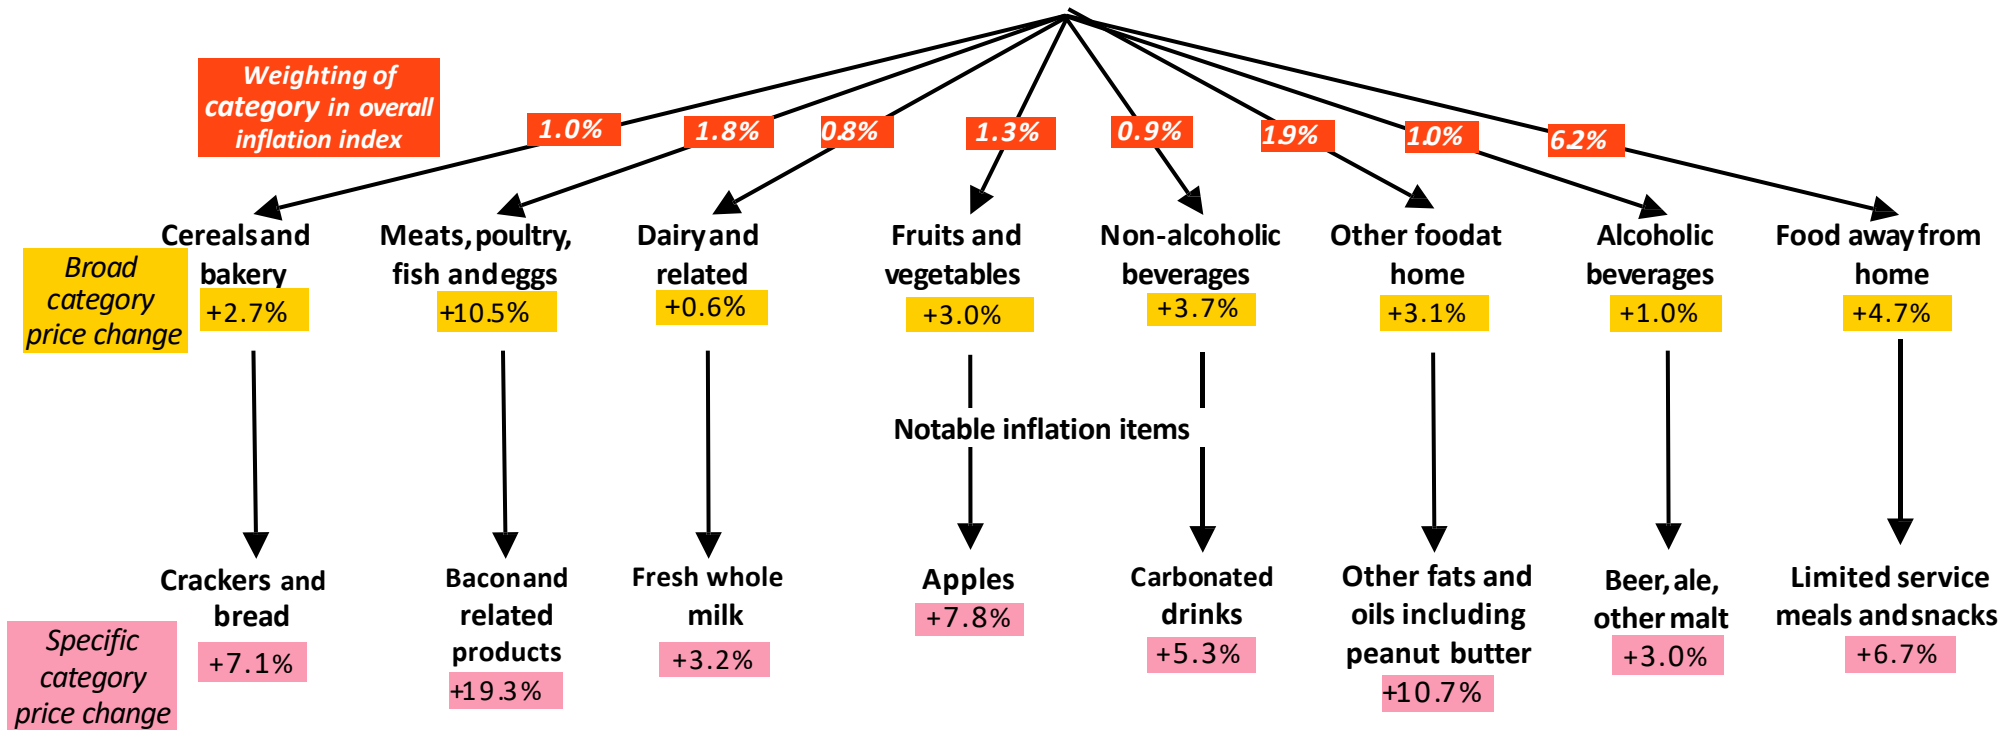 Weighting of
category in overall
inflation index
1.0%
1.8%
0.8%
1.3%
0.9%
1.9%
1.0%
6.2%
Broad
category
price change
Cereals and
bakery
+2.7%
Meats, poultry,
fish and eggs
+10.5%
Dairy and
related
+0.6%
Fruits and
vegetables
+3.0%
Non-alcoholic
beverages
+3.7%
Other food at
home
+3.1%
Alcoholic
beverages
+1.0%
Food away from
home
+4.7%
Notable inflation items
Specific
category
price change
Crackers and
bread
+7.1%
Bacon and
related
products
+19.3%
Fresh whole
milk
+3.2%
Apples
+7.8%
Carbonated
drinks
+5.3%
Other fats and
oils including
peanut butter
+10.7%
Beer, ale,
other malt
+3.0%
Limited service
meals and snacks
+6.7%